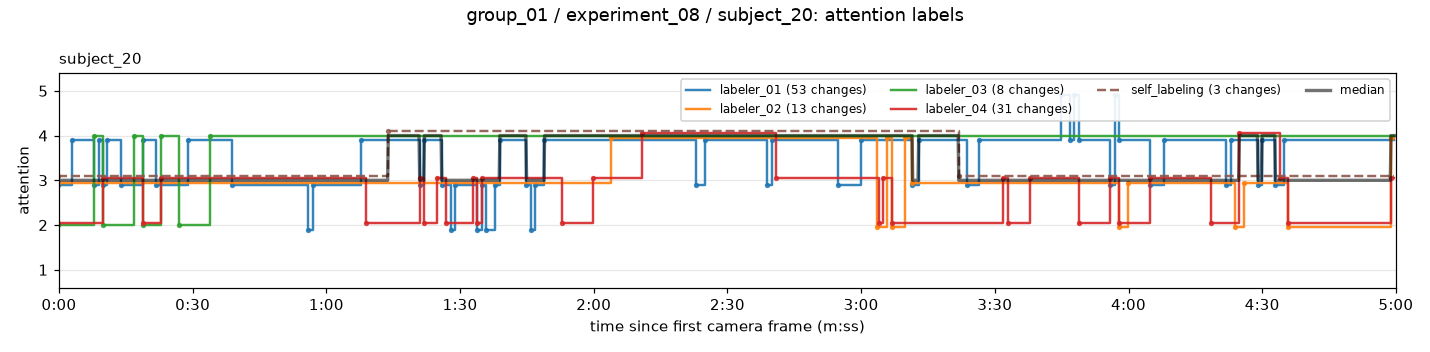 group_01 / experiment_08 / subject_20: attention labels
subject_20
labeler_01 (53 changes)
labeler_02 (13 changes)
labeler_03 (8 changes)
labeler_04 (31 changes)
self_labeling (3 changes)
median
attention
5
4
3
2
1
0:00 0:30 1:00 1:30 2:00 2:30 3:00 3:30 4:00 4:30 5:00
time since first camera frame (m:ss)